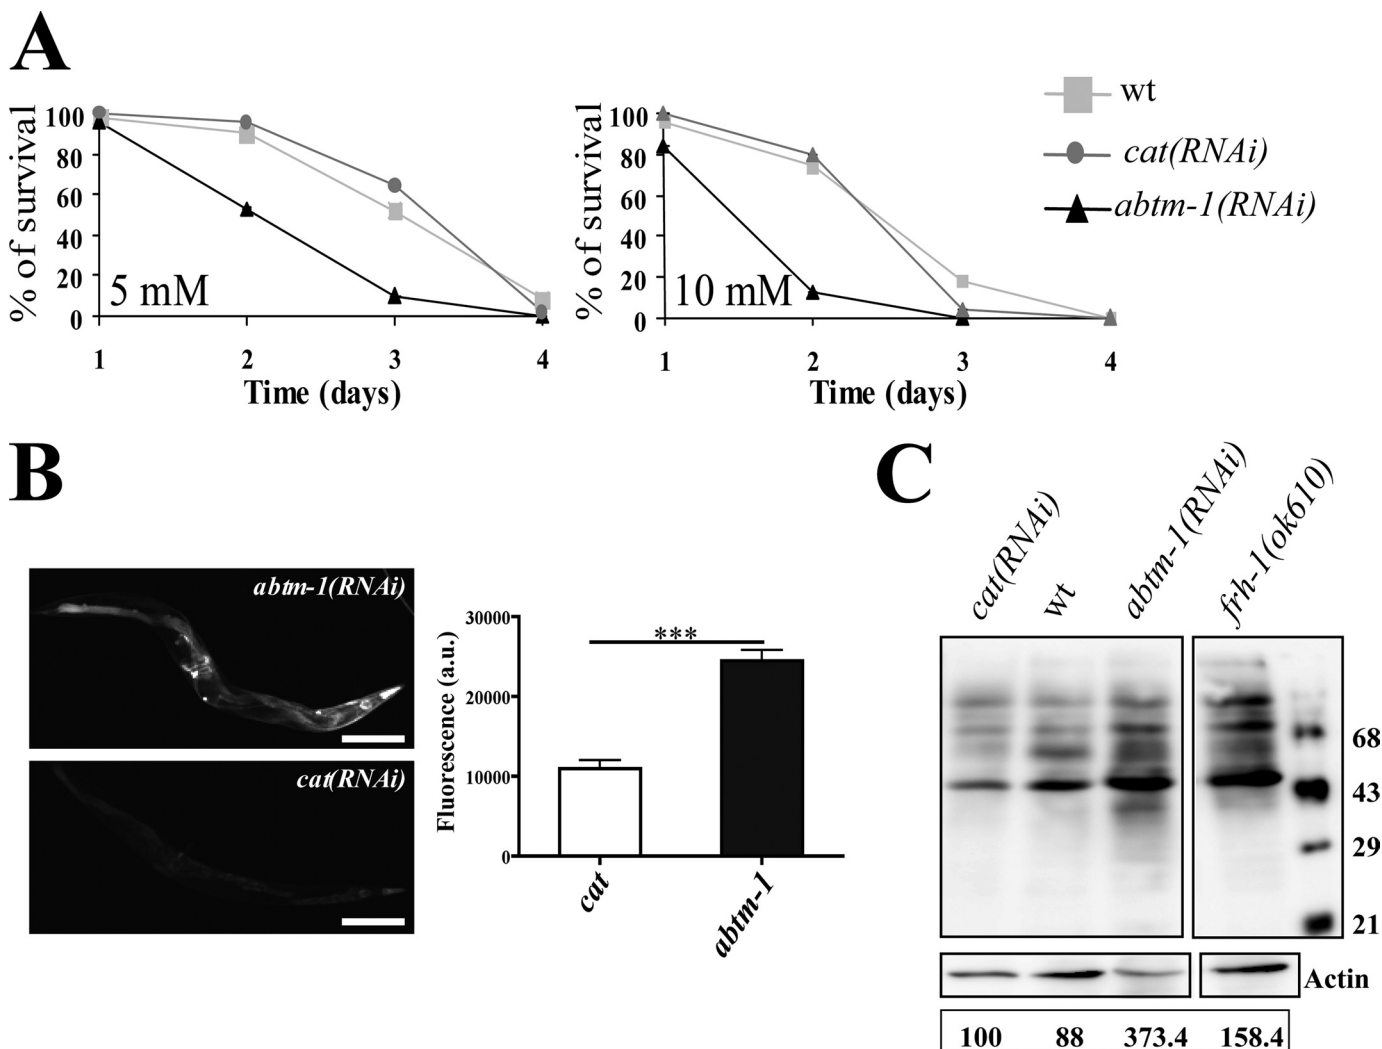 A
% of survival
100
80
60
40
20
0
5 mM
1 2 3 4
Time (days)
% of survival
100
80
60
40
20
0
10 mM
1 2 3 4
Time (days)
wt
cat(RNAi)
abtm-1(RNAi)
B
abtm-1(RNAi)
cat(RNAi)
Fluorescence (a.u.)
30000
20000
10000
0
***
cat
abtm-1
C
cat(RNAi)
wt
abtm-1(RNAi)
frh-1(ok610)
68
43
29
21
Actin
100 88 373.4 158.4